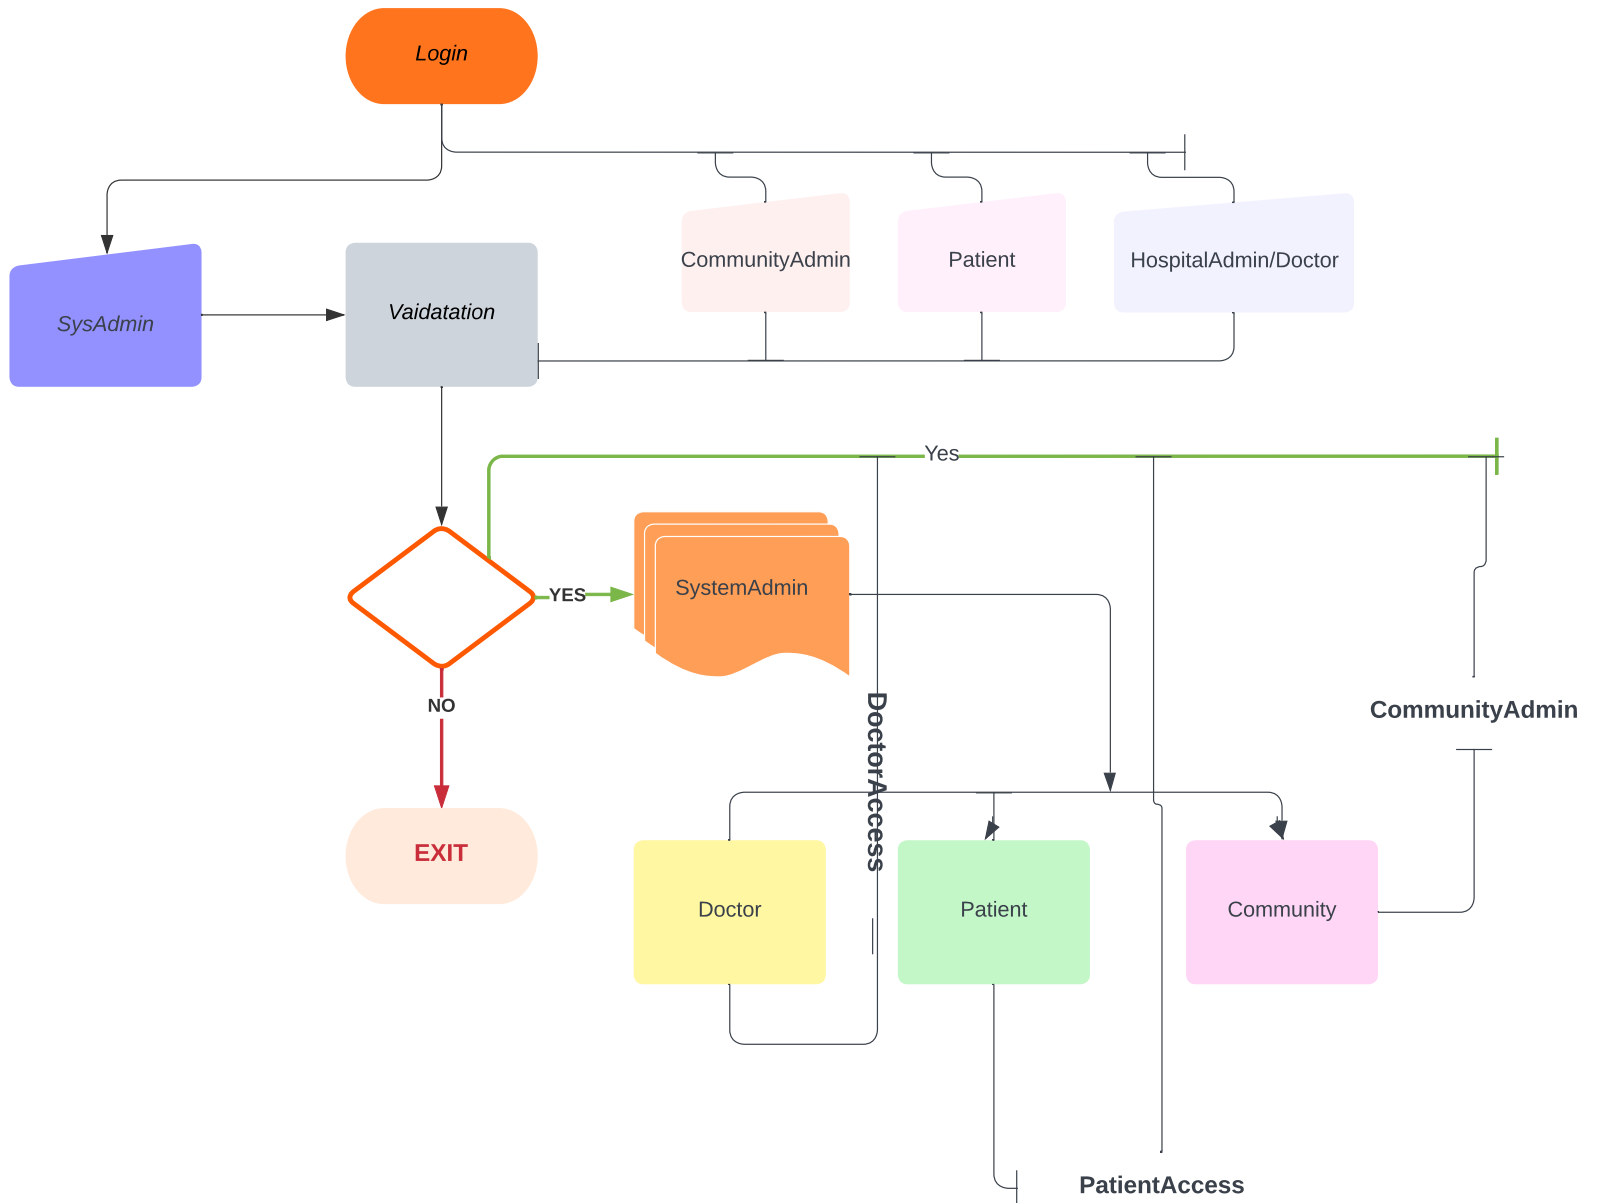 Login
CommunityAdmin
Patient
HospitalAdmin/Doctor
SysAdmin
Vaidatation
Yes
SystemAdmin
YES
NO
CommunityAdmin
DoctorAccess
EXIT
Doctor
Patient
Community
PatientAccess